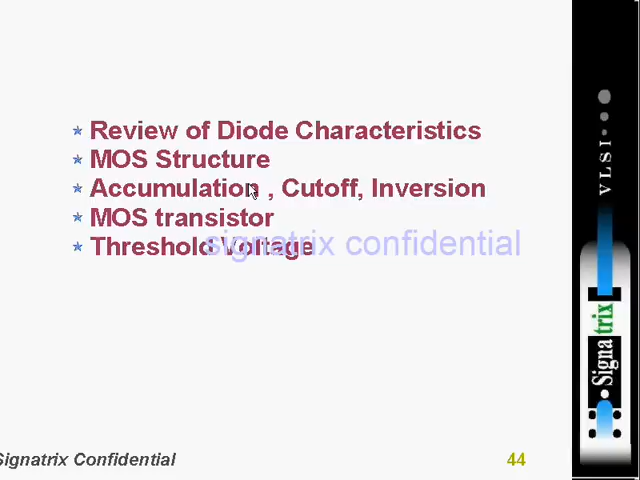 Review of Diode Characteristics
MOS Structure
Accumulation , Cutoff, Inversion
MOS transistor
Threshold Voltage
signatrix confidential
Signatrix Confidential
44
VLSI
Signatrix